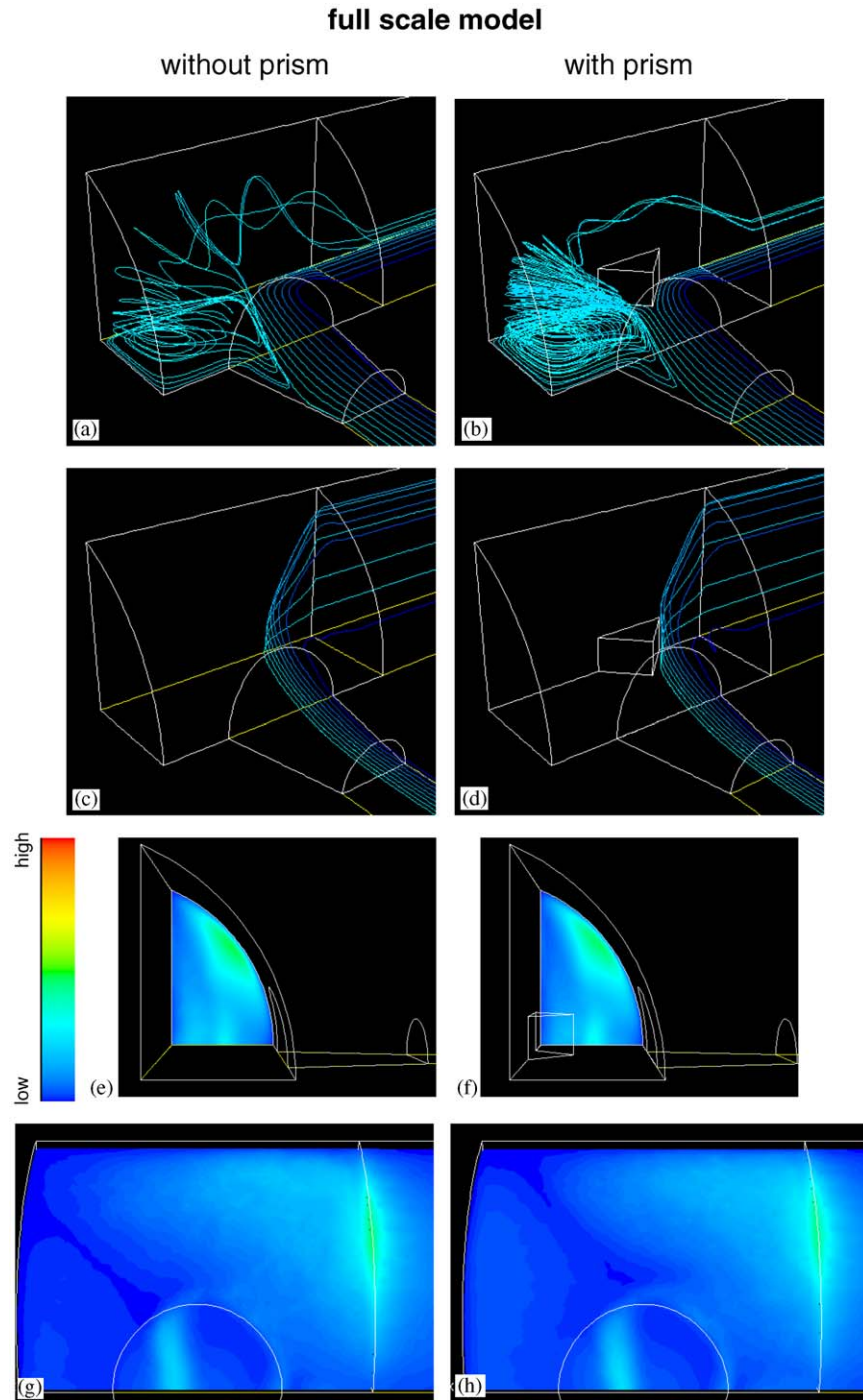 full scale model
without prism
with prism
(a)
(b)
(c)
(d)
high
low
(e)
(f)
(g)
(h)